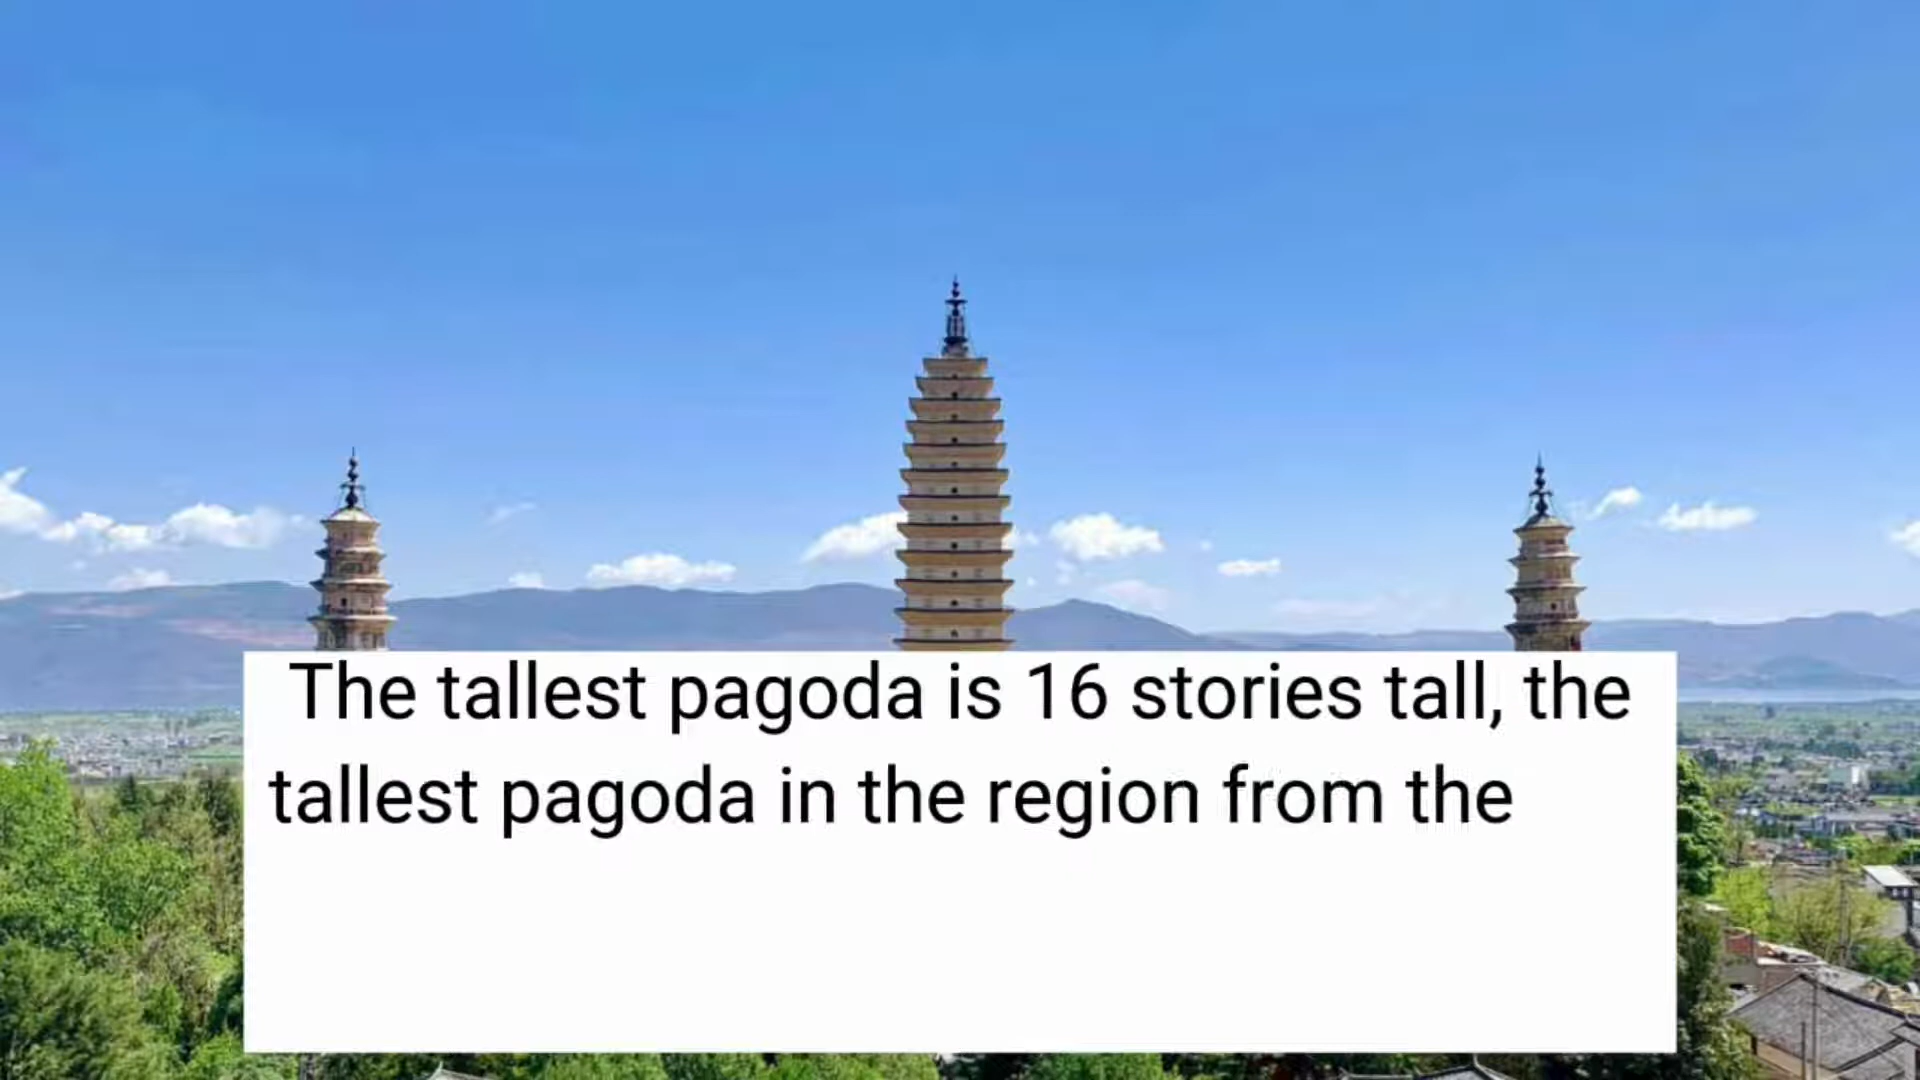 The tallest pagoda is 16 stories tall, the
tallest pagoda in the region from the